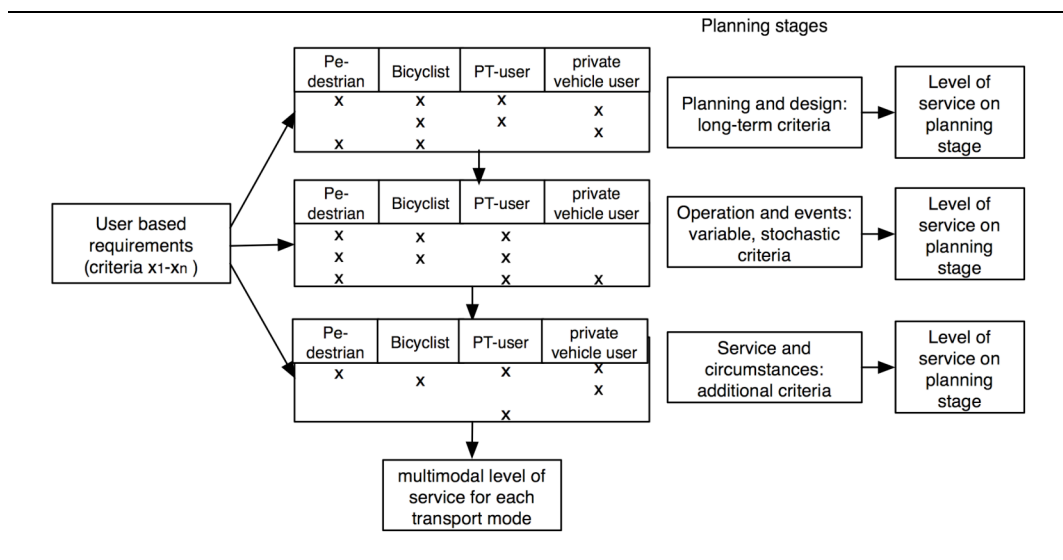 Planning stages
Pe-
destrian
Bicyclist
PT-user
private
vehicle user
x x x
x
x x
x
x x
Planning and design:
long-term criteria
Level of
service on
planning
stage
User based
requirements
(criteria x1-xn )
Pe-
destrian
Bicyclist
PT-user
private
vehicle user
x x x
x x x
x x x
Operation and events:
variable, stochastic
criteria
Level of
service on
planning
stage
Pe-
destrian
Bicyclist
PT-user
private
vehicle user
x x x x
x
x
Service and
circumstances:
additional criteria
Level of
service on
planning
stage
multimodal level of
service for each
transport mode